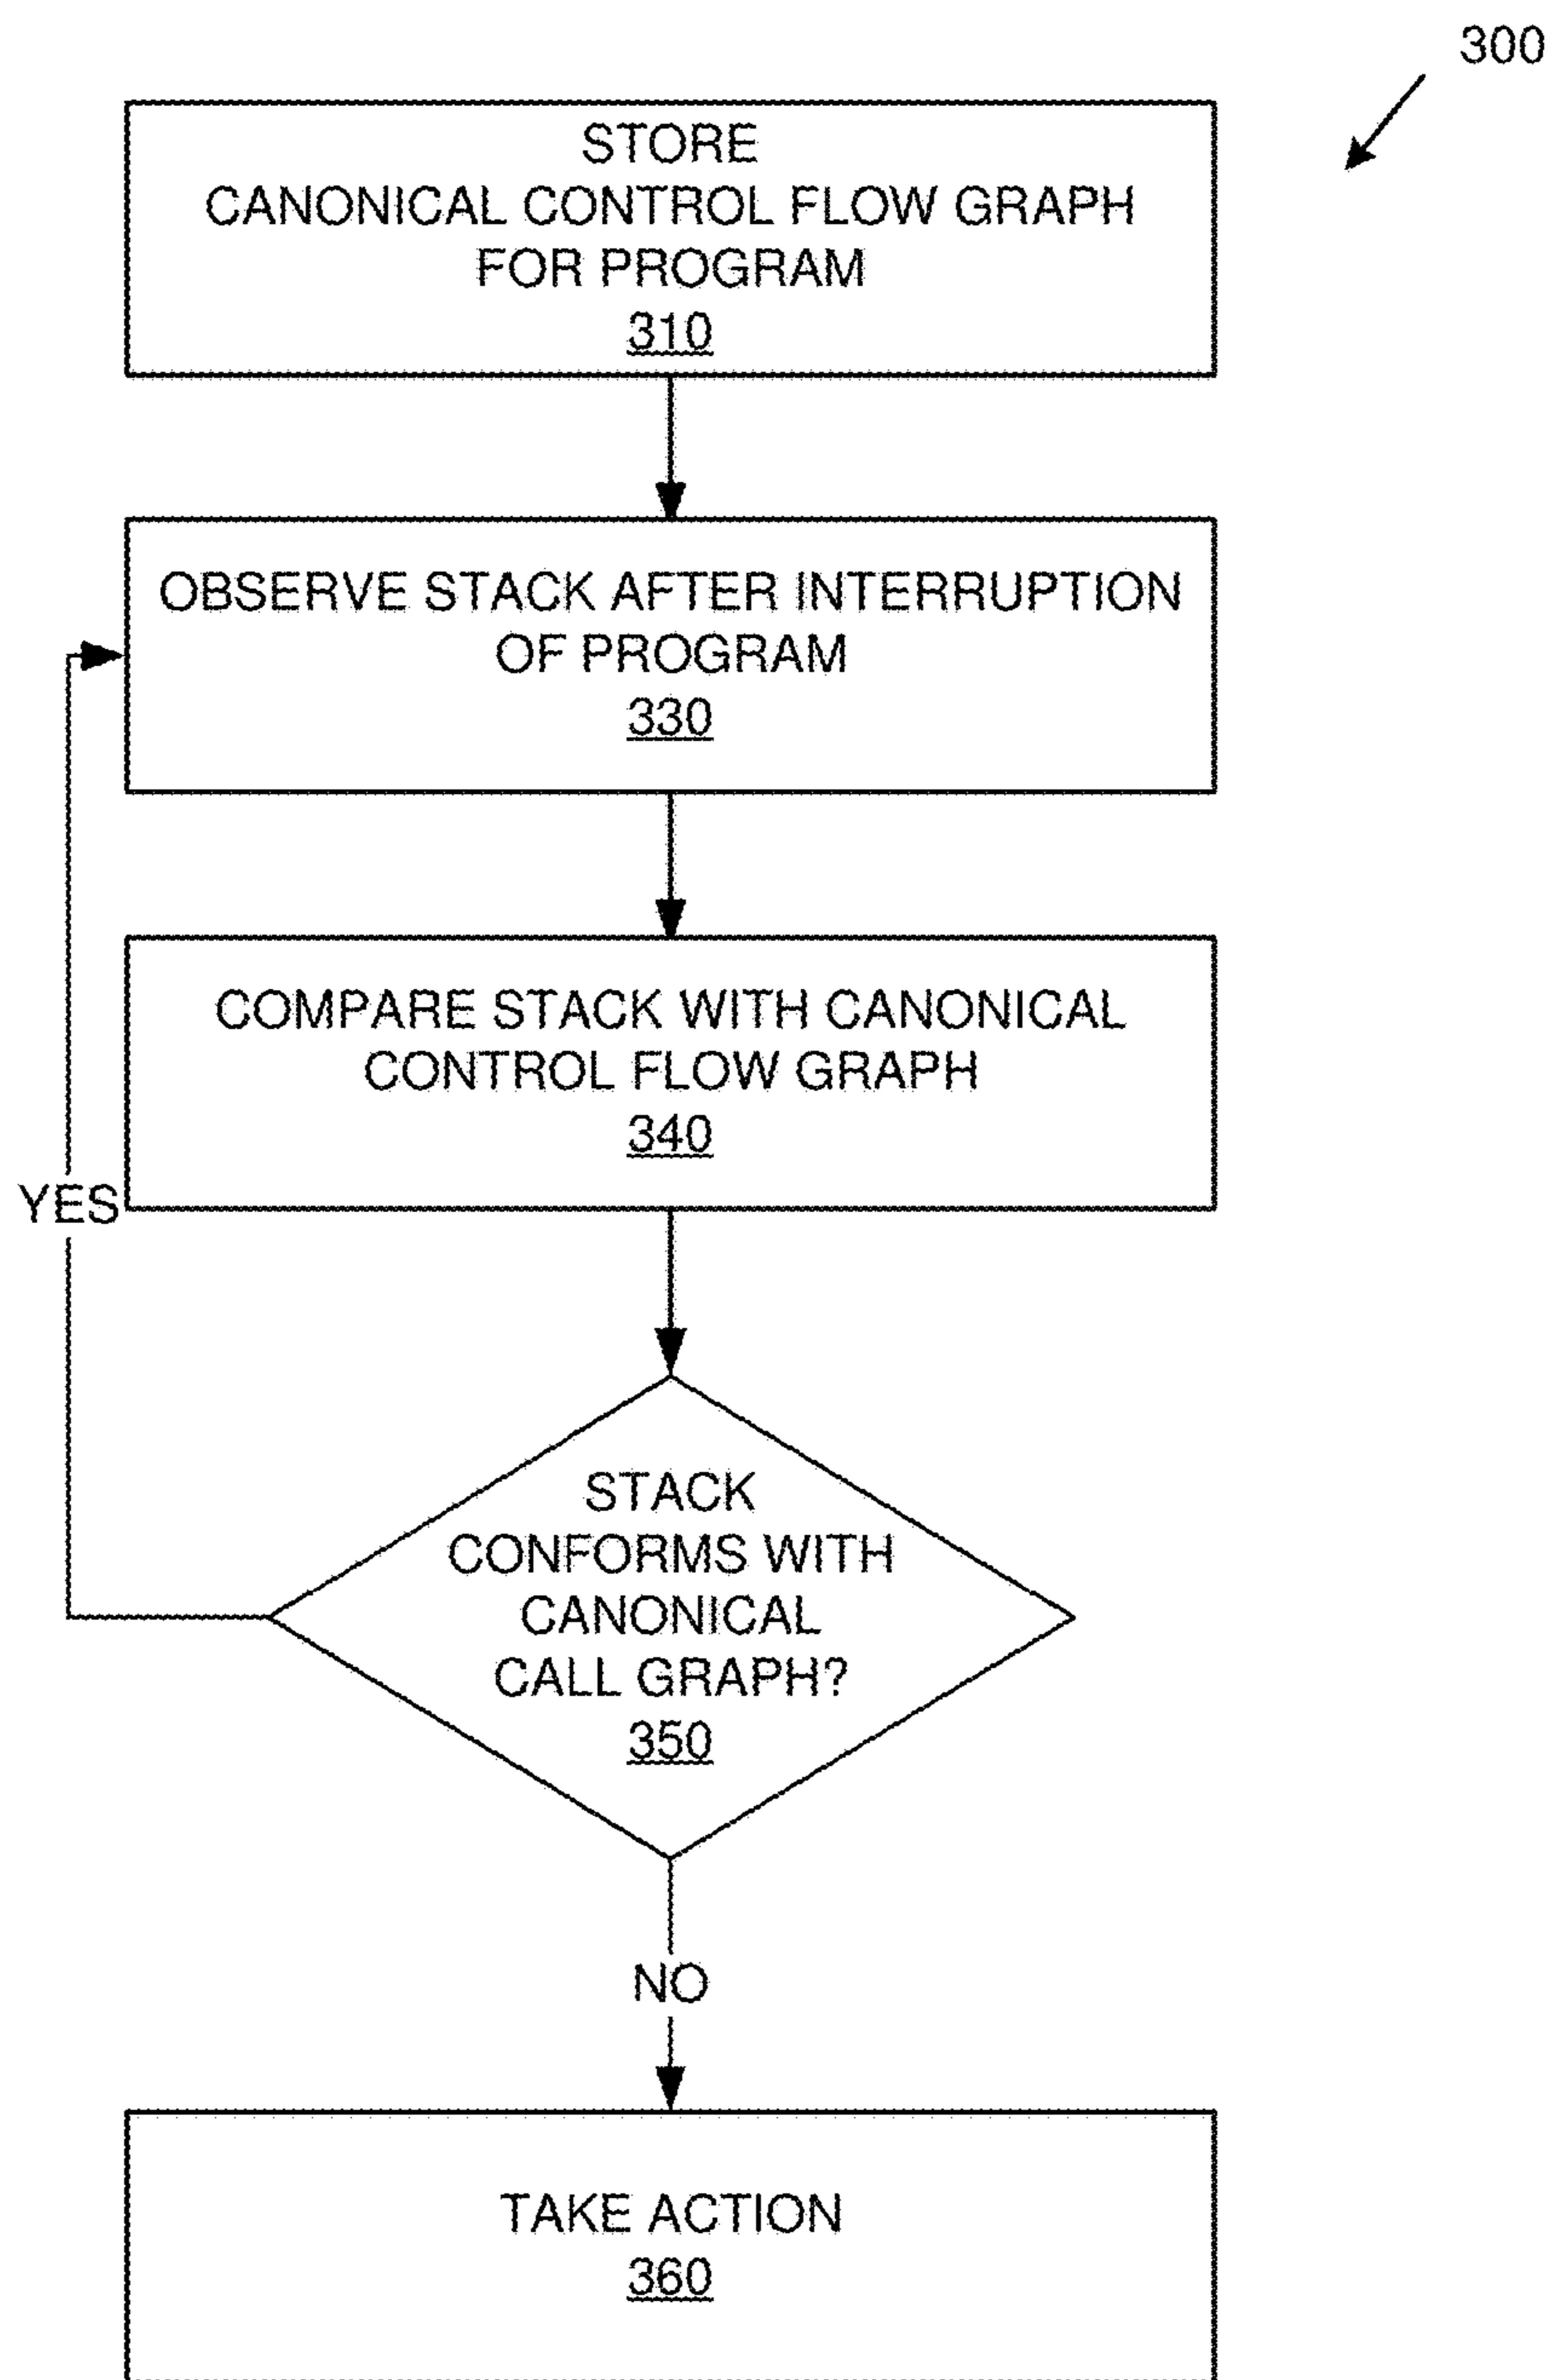 300
STORE
CANONICAL CONTROL FLOW GRAPH
FOR PROGRAM
310
OBSERVE STACK AFTER INTERRUPTION
OF PROGRAM
330
COMPARE STACK WITH CANONICAL
CONTROL FLOW GRAPH
340
YES
STACK
CONFORMS WITH
CANONICAL
CALL GRAPH?
350
NO
TAKE ACTION
360